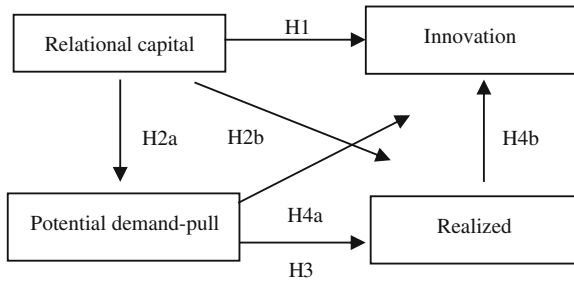 H1
Relational capital
Innovation
H2a
H2b
H4b
Potential demand-pull
H4a
Realized
H3